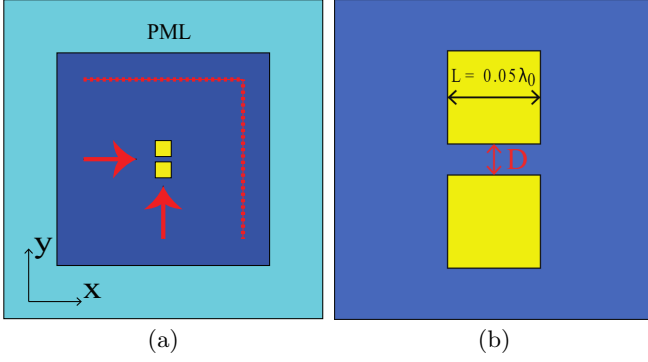 PML
y
x
(a)
L = 0.05λ₀
D
(b)